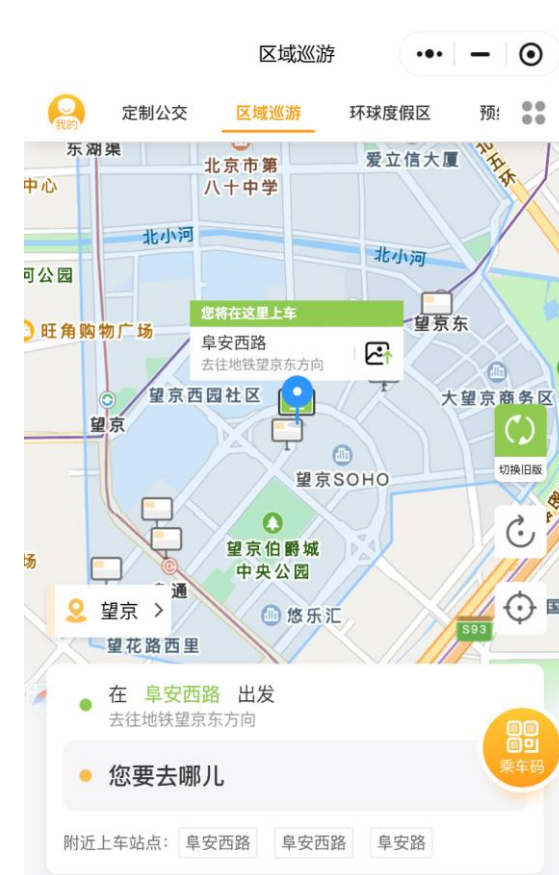 区域巡游
我的
定制公交
区域巡游
环球度假区
预约
东湖渠
北京市第
八十中学
爱立信大厦
北五环
中心
北小河
北小河
河公园
您将在这里上车
阜安西路
去往地铁望京东方向
旺角购物广场
望京东
望京西园社区
大望京商务区
望京
切换旧版
望京SOHO
望京伯爵城
中央公园
场
通
望京
悠乐汇
国
S93
望花路西里
在 阜安西路 出发
去往地铁望京东方向
您要去哪儿
乘车码
附近上车站点:
阜安西路
阜安西路
阜安路